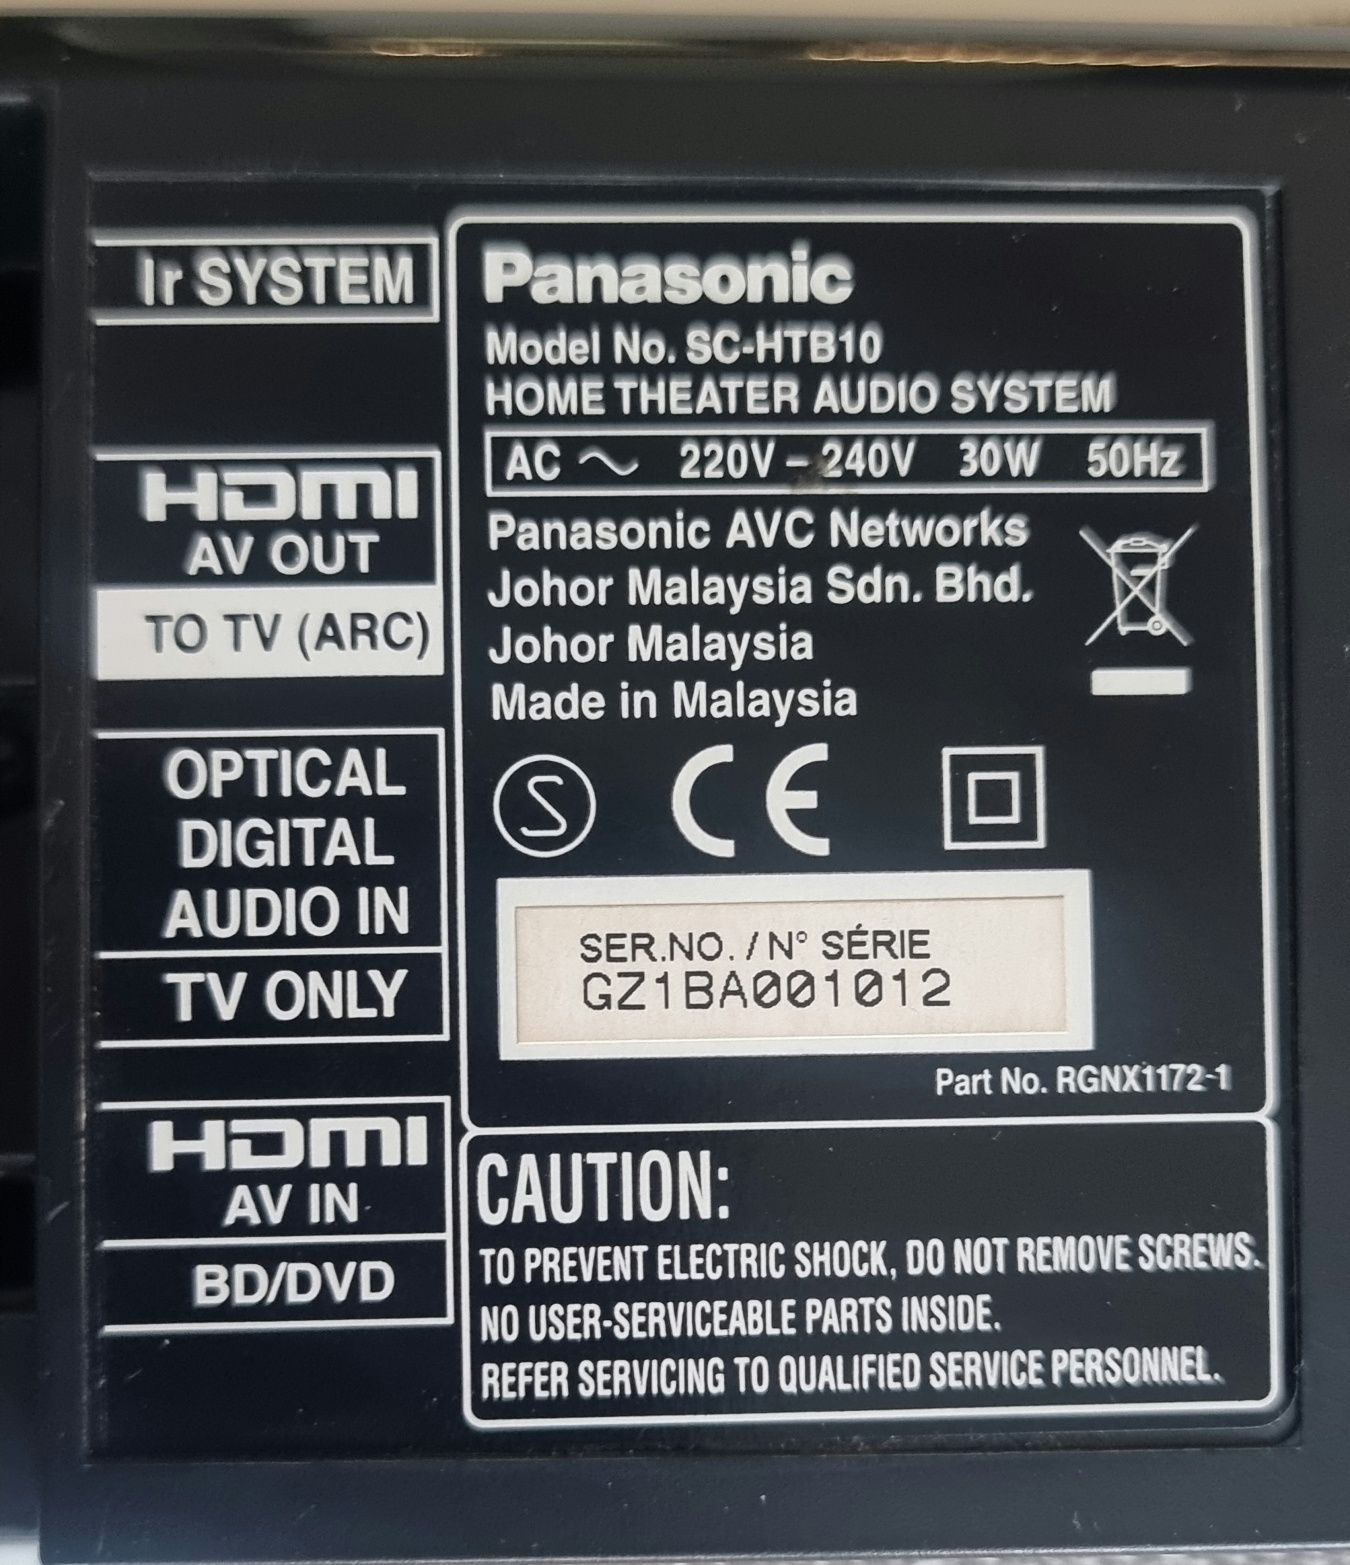 Ir SYSTEM
HDMI
AV OUT
TO TV (ARC)
OPTICAL
DIGITAL
AUDIO IN
TV ONLY
HDMI
AV IN
BD/DVD
Panasonic
Model No. SC-HTB10
HOME THEATER AUDIO SYSTEM
AC ~ 220V – 240V 30W 50Hz
Panasonic AVC Networks
Johor Malaysia Sdn. Bhd.
Johor Malaysia
Made in Malaysia
S CE
SER.NO. / N° SÉRIE
GZ1BA001012
Part No. RGNX1172-1
CAUTION:
TO PREVENT ELECTRIC SHOCK, DO NOT REMOVE SCREWS.
NO USER-SERVICEABLE PARTS INSIDE.
REFER SERVICING TO QUALIFIED SERVICE PERSONNEL.